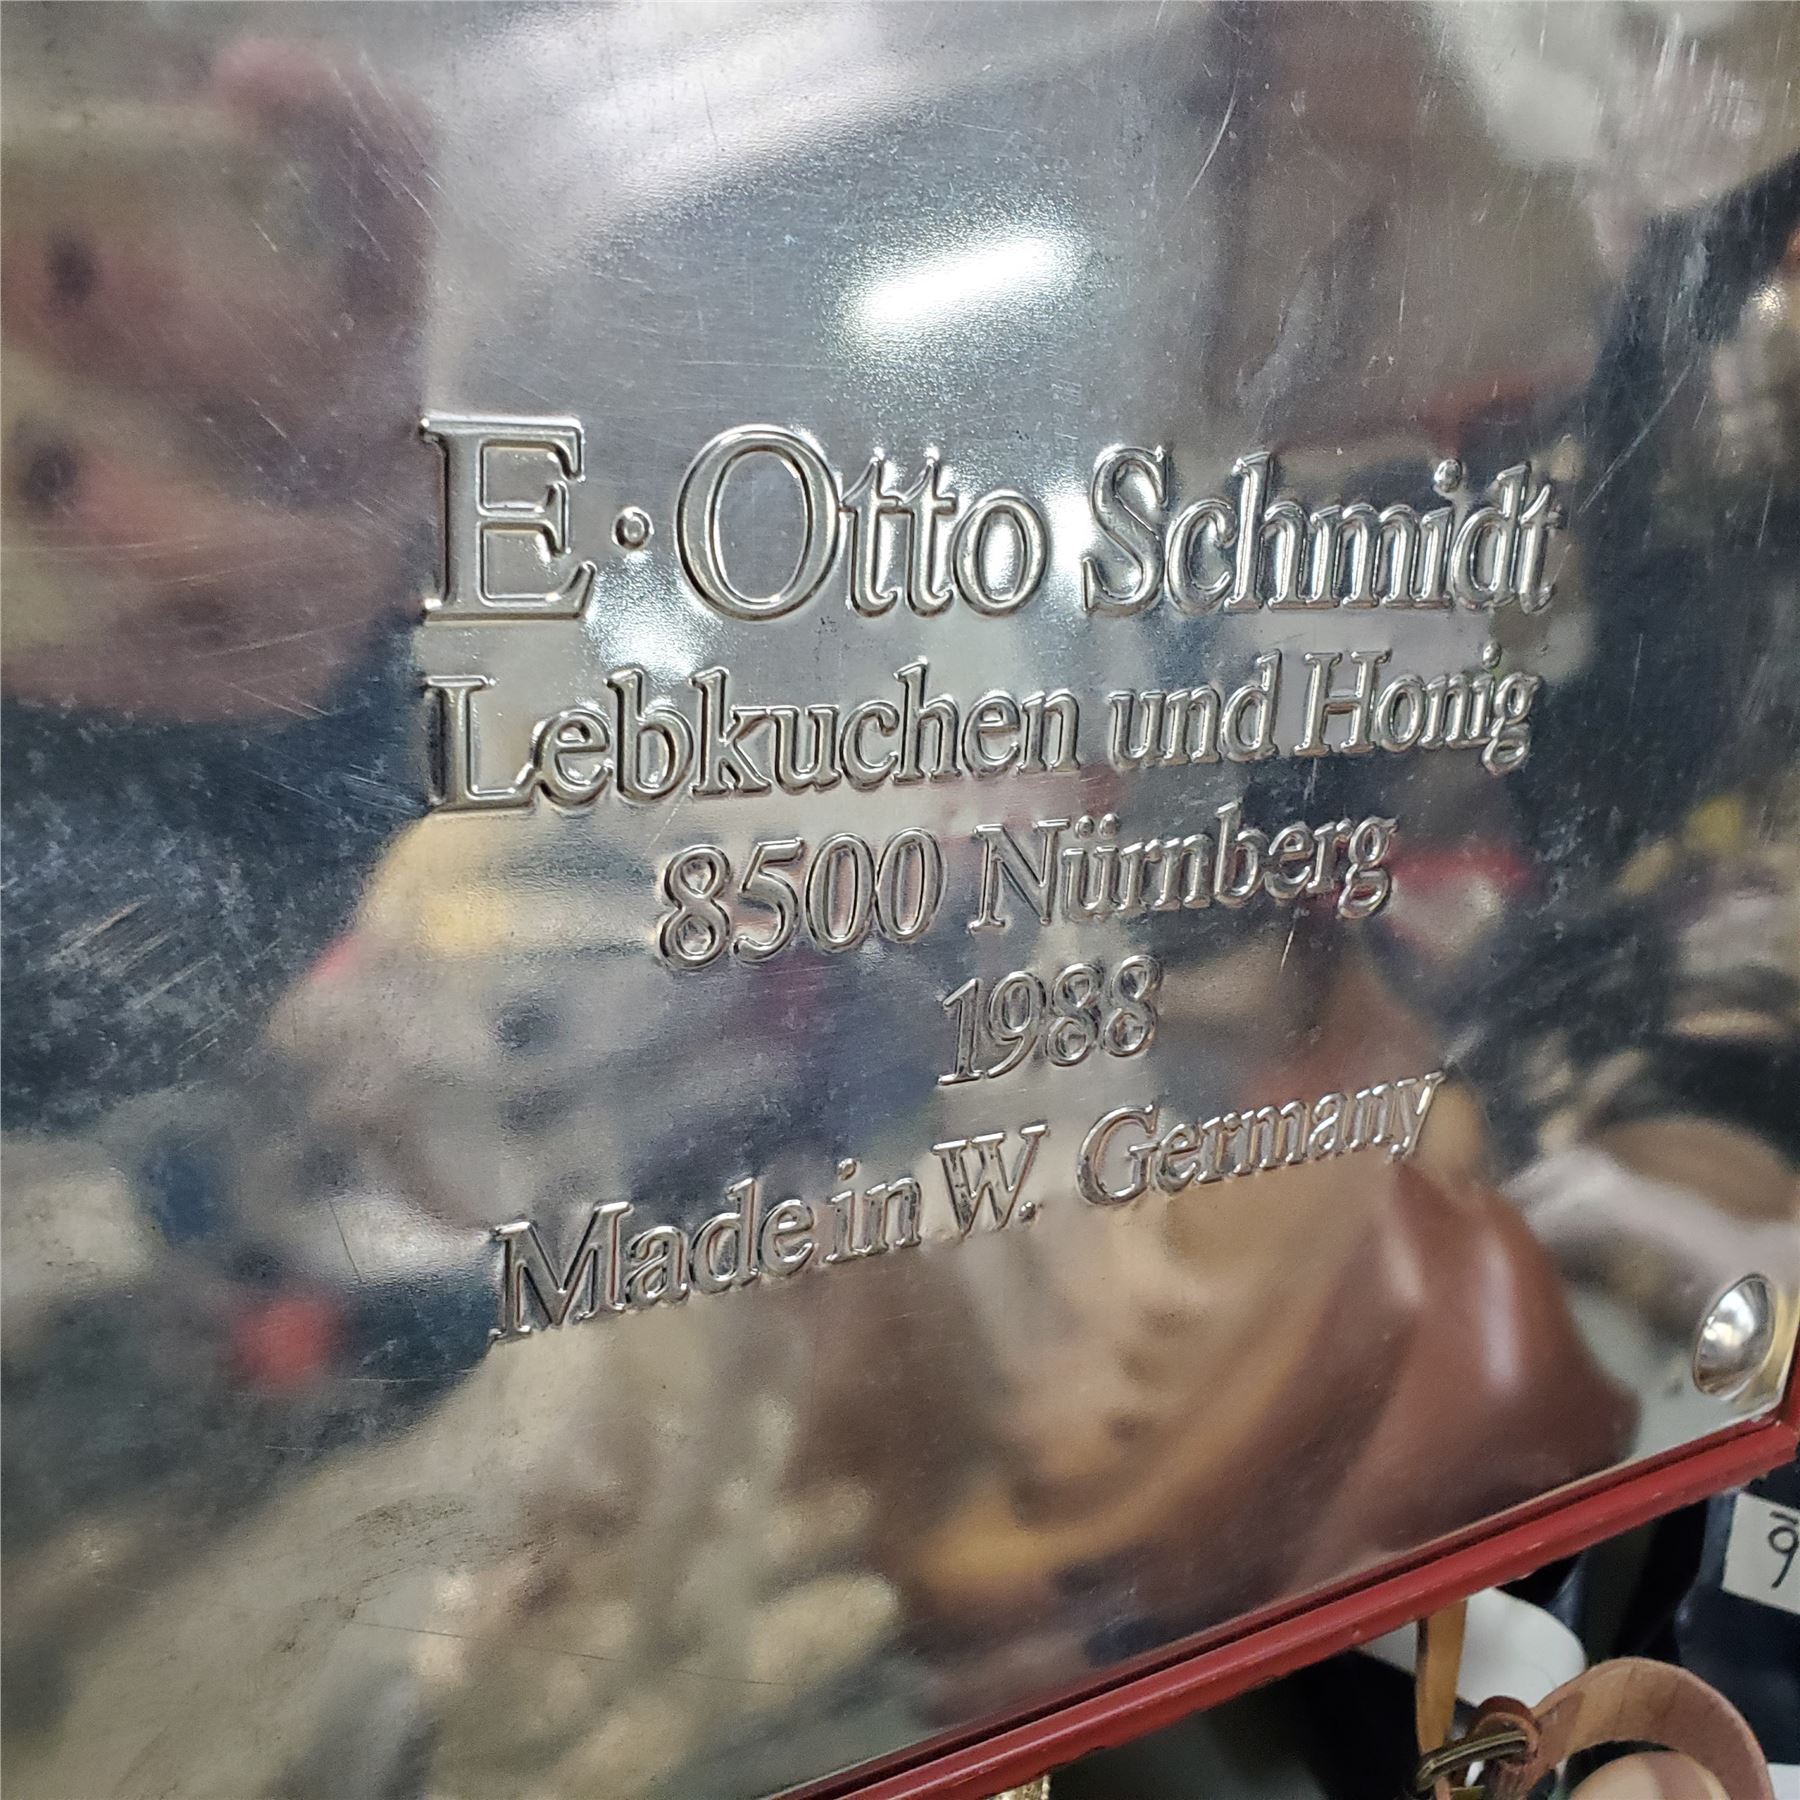 E · Otto Schmidt
Lebkuchen und Honig
8500 Nürnberg
1988
Made in W. Germany